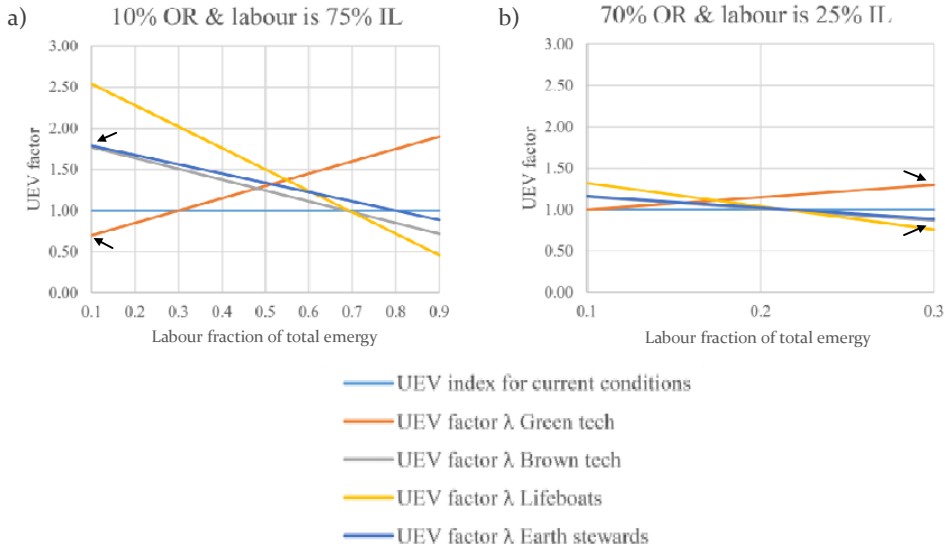 a)
10% OR & labour is 75% IL
3.00
2.50
2.00
1.50
1.00
0.50
0.00
UEV factor
0.1 0.2 0.3 0.4 0.5 0.6 0.7 0.8 0.9
Labour fraction of total emergy
b)
70% OR & labour is 25% IL
3.00
2.50
2.00
1.50
1.00
0.50
0.00
UEV factor
0.1 0.2 0.3
Labour fraction of total emergy
UEV index for current conditions
UEV factor λ Green tech
UEV factor λ Brown tech
UEV factor λ Lifeboats
UEV factor λ Earth stewards